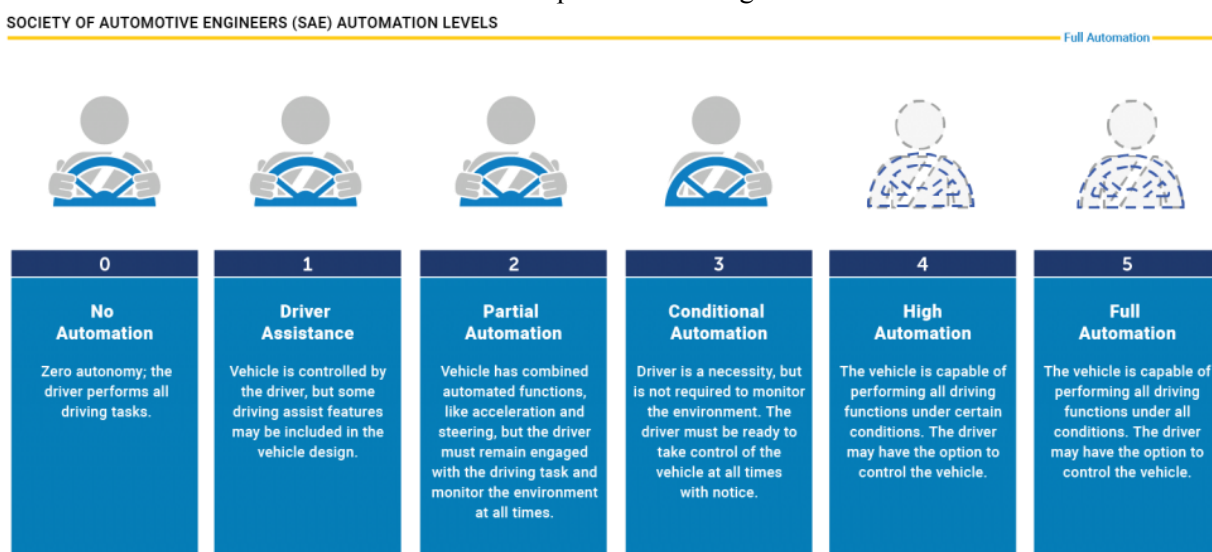 SOCIETY OF AUTOMOTIVE ENGINEERS (SAE) AUTOMATION LEVELS
Full Automation
0
No
Automation
Zero autonomy; the
driver performs all
driving tasks.
1
Driver
Assistance
Vehicle is controlled by
the driver, but some
driving assist features
may be included in the
vehicle design.
2
Partial
Automation
Vehicle has combined
automated functions,
like acceleration and
steering, but the driver
must remain engaged
with the driving task and
monitor the environment
at all times.
3
Conditional
Automation
Driver is a necessity, but
is not required to monitor
the environment. The
driver must be ready to
take control of the
vehicle at all times
with notice.
4
High
Automation
The vehicle is capable of
performing all driving
functions under certain
conditions. The driver
may have the option to
control the vehicle.
5
Full
Automation
The vehicle is capable of
performing all driving
functions under all
conditions. The driver
may have the option to
control the vehicle.